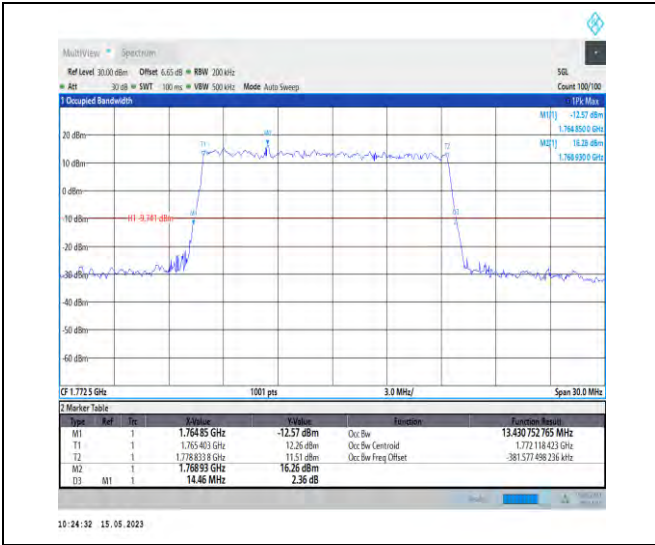 MultiView Spectrum
Ref Level 30.00 dBm Offset 6.65 dB RBW 200 kHz SGL
Att 30 dB SWT 100 ms VBW 500 kHz Mode Auto Sweep Count 100/100
1 Occupied Bandwidth 1Pk Max
M1[1] -12.57 dBm
1.764 850 0 GHz
M2[1] 16.26 dBm
1.768 930 0 GHz
20 dBm
M2
T1 T2
10 dBm
0 dBm
-10 dBm H1 -9.741 dBm M1 D3
-20 dBm
-30 dBm
-40 dBm
-50 dBm
-60 dBm
CF 1.772 5 GHz 1001 pts 3.0 MHz/ Span 30.0 MHz
2 Marker Table
Type Ref Trc X-Value Y-Value Function Function Result
M1 1 1.764 85 GHz -12.57 dBm Occ Bw 13.430 752 765 MHz
T1 1 1.765 403 GHz 12.26 dBm Occ Bw Centroid 1.772 118 423 GHz
T2 1 1.778 833 8 GHz 11.51 dBm Occ Bw Freq Offset -381.577 498 236 kHz
M2 1 1.768 93 GHz 16.26 dBm
D3 M1 1 14.46 MHz 2.36 dB
10:24:32 15.05.2023